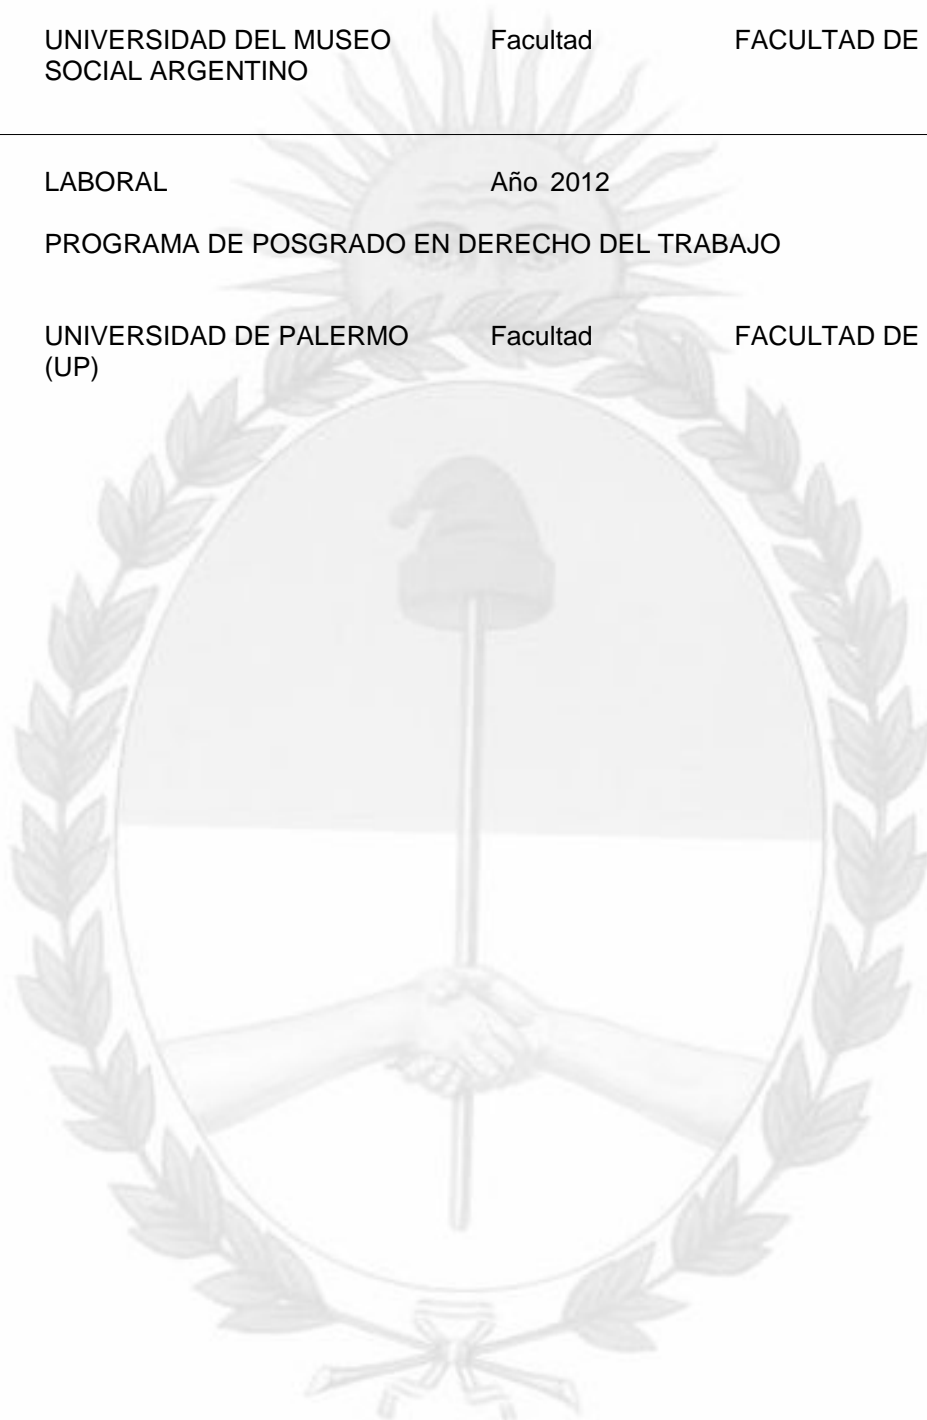 UNIVERSIDAD DEL MUSEO Facultad FACULTAD DE
SOCIAL ARGENTINO
LABORAL Año 2012
PROGRAMA DE POSGRADO EN DERECHO DEL TRABAJO
UNIVERSIDAD DE PALERMO Facultad FACULTAD DE
(UP)